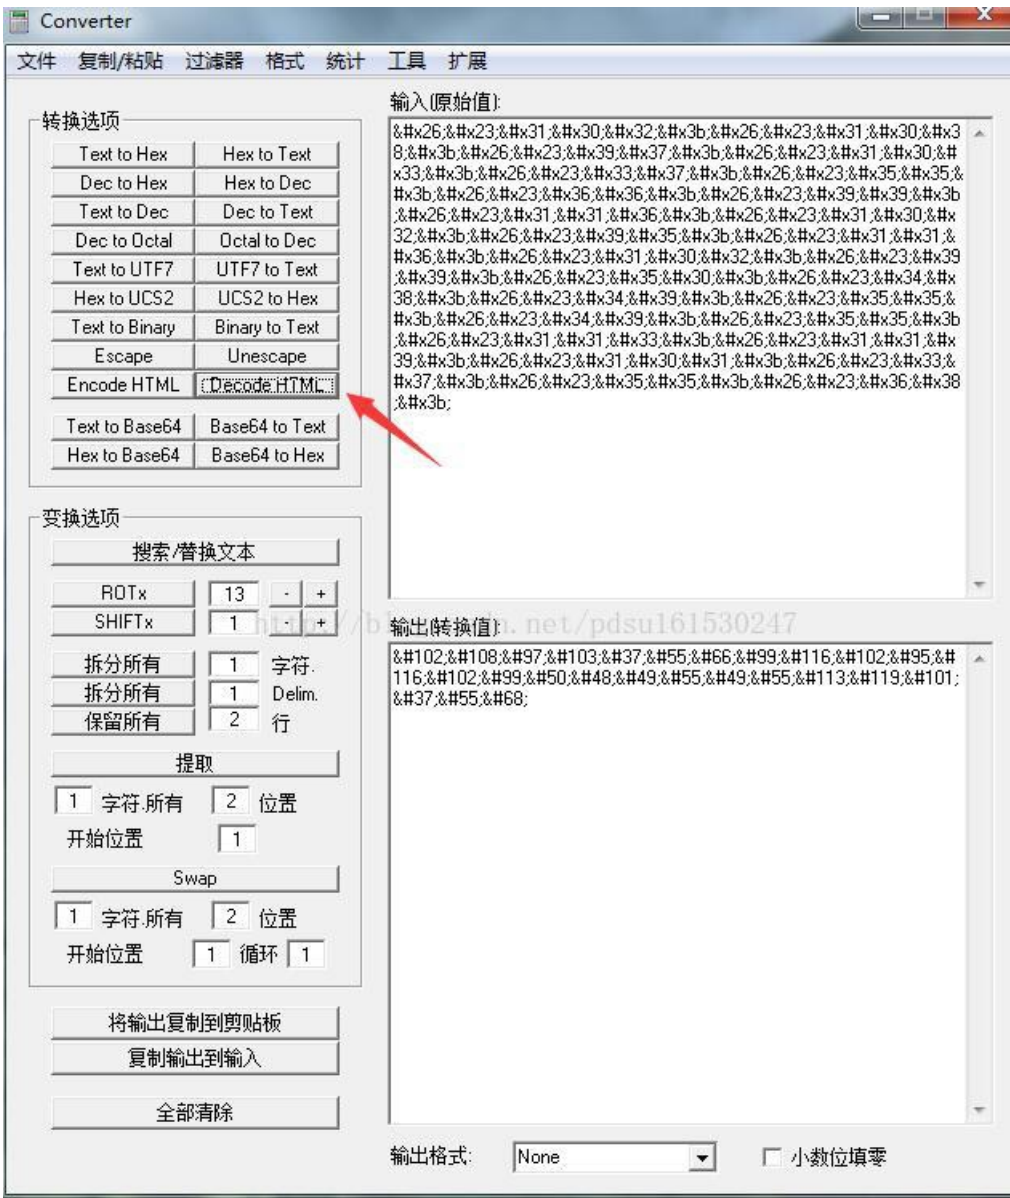 Converter
文件 复制/粘贴 过滤器 格式 统计 工具 扩展
转换选项
Text to Hex Hex to Text
Dec to Hex Hex to Dec
Text to Dec Dec to Text
Dec to Octal Octal to Dec
Text to UTF7 UTF7 to Text
Hex to UCS2 UCS2 to Hex
Text to Binary Binary to Text
Escape Unescape
Encode HTML Decode HTML
Text to Base64 Base64 to Text
Hex to Base64 Base64 to Hex
变换选项
搜索/替换文本
ROTx 13 - +
SHIFTx 1 - +
拆分所有 1 字符.
拆分所有 1 Delim.
保留所有 2 行
提取
1 字符.所有 2 位置
开始位置 1
Swap
1 字符.所有 2 位置
开始位置 1 循环 1
将输出复制到剪贴板
复制输出到输入
全部清除
输入(原始值):
&#x26;&#x23;&#x31;&#x30;&#x32;&#x3b;&#x26;&#x23;&#x31;&#x30;&#x3
8;&#x3b;&#x26;&#x23;&#x39;&#x37;&#x3b;&#x26;&#x23;&#x31;&#x30;&#
x33;&#x3b;&#x26;&#x23;&#x33;&#x37;&#x3b;&#x26;&#x23;&#x35;&#x35;&
#x3b;&#x26;&#x23;&#x36;&#x36;&#x3b;&#x26;&#x23;&#x39;&#x39;&#x3b
;&#x26;&#x23;&#x31;&#x31;&#x36;&#x3b;&#x26;&#x23;&#x31;&#x30;&#x
32;&#x3b;&#x26;&#x23;&#x39;&#x35;&#x3b;&#x26;&#x23;&#x31;&#x31;&
#x36;&#x3b;&#x26;&#x23;&#x31;&#x30;&#x32;&#x3b;&#x26;&#x23;&#x39
;&#x39;&#x3b;&#x26;&#x23;&#x35;&#x30;&#x3b;&#x26;&#x23;&#x34;&#x
38;&#x3b;&#x26;&#x23;&#x34;&#x39;&#x3b;&#x26;&#x23;&#x35;&#x35;&
#x3b;&#x26;&#x23;&#x34;&#x39;&#x3b;&#x26;&#x23;&#x35;&#x35;&#x3b
;&#x26;&#x23;&#x31;&#x31;&#x33;&#x3b;&#x26;&#x23;&#x31;&#x31;&#x
39;&#x3b;&#x26;&#x23;&#x31;&#x30;&#x31;&#x3b;&#x26;&#x23;&#x33;&
#x37;&#x3b;&#x26;&#x23;&#x35;&#x35;&#x3b;&#x26;&#x23;&#x36;&#x38
;&#x3b;
输出(转换值):
&#102;&#108;&#97;&#103;&#37;&#55;&#66;&#99;&#116;&#102;&#95;&#
116;&#102;&#99;&#50;&#48;&#49;&#55;&#49;&#55;&#113;&#119;&#101;
&#37;&#55;&#68;
输出格式: None 小数位填零
net/pdsu161530247